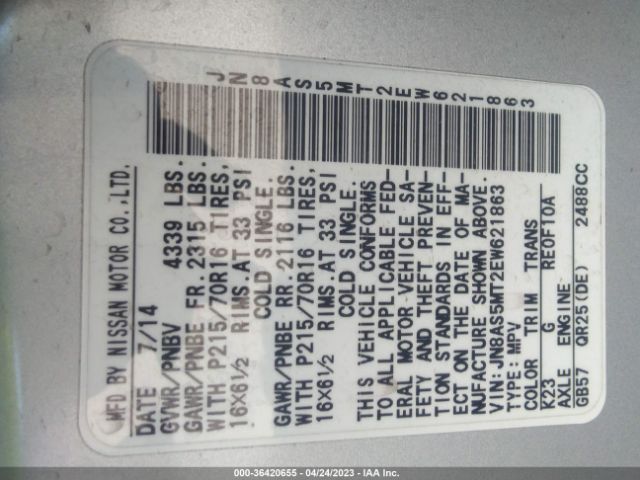 JN8AS5MT2EW621863
MFD BY NISSAN MOTOR CO.,LTD.
DATE 7/14
GVWR/PNBV 4339 LBS.
GAWR/PNBE FR. 2315 LBS.
WITH P215/70R16 TIRES,
16X6½ RIMS. AT 33 PSI
COLD SINGLE.
GAWR/PNBE RR. 2116 LBS.
WITH P215/70R16 TIRES,
16X6½ RIMS. AT 33 PSI
COLD SINGLE.
THIS VEHICLE CONFORMS
TO ALL APPLICABLE FED-
ERAL MOTOR-VEHICLE SA-
FETY AND THEFT PREVEN-
TION STANDARDS IN EFF-
ECT ON THE DATE OF MA-
NUFACTURE SHOWN ABOVE.
VIN:JN8AS5MT2EW621863
TYPE: MPV
COLOR TRIM TRANS
K23 G RE0F10A
AXLE ENGINE
GB57 QR25(DE) 2488CC
000-36420655 - 04/24/2023 - IAA Inc.